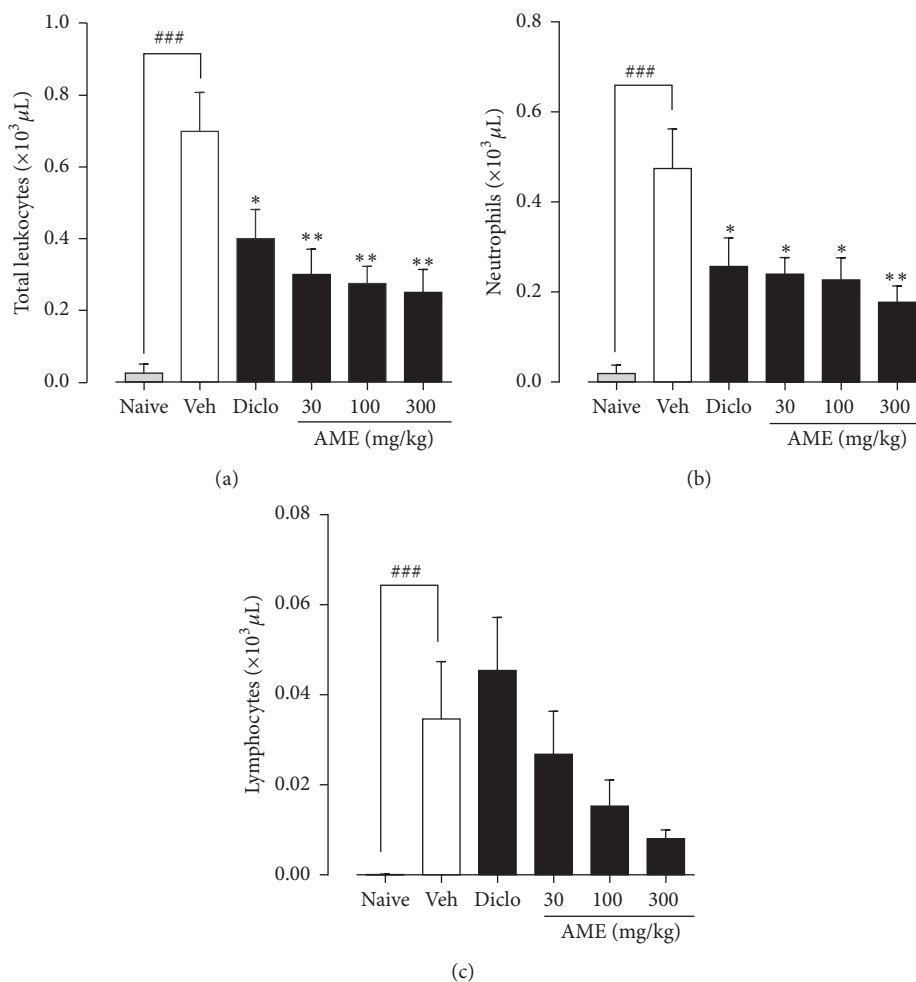 1.0
0.8
0.6
0.4
0.2
0.0
Total leukocytes (×10³ μL)
###
*
**
**
**
Naive Veh Diclo 30 100 300
AME (mg/kg)
(a)
0.8
0.6
0.4
0.2
0.0
Neutrophils (×10³ μL)
###
*
*
*
**
Naive Veh Diclo 30 100 300
AME (mg/kg)
(b)
0.08
0.06
0.04
0.02
0.00
Lymphocytes (×10³ μL)
###
Naive Veh Diclo 30 100 300
AME (mg/kg)
(c)